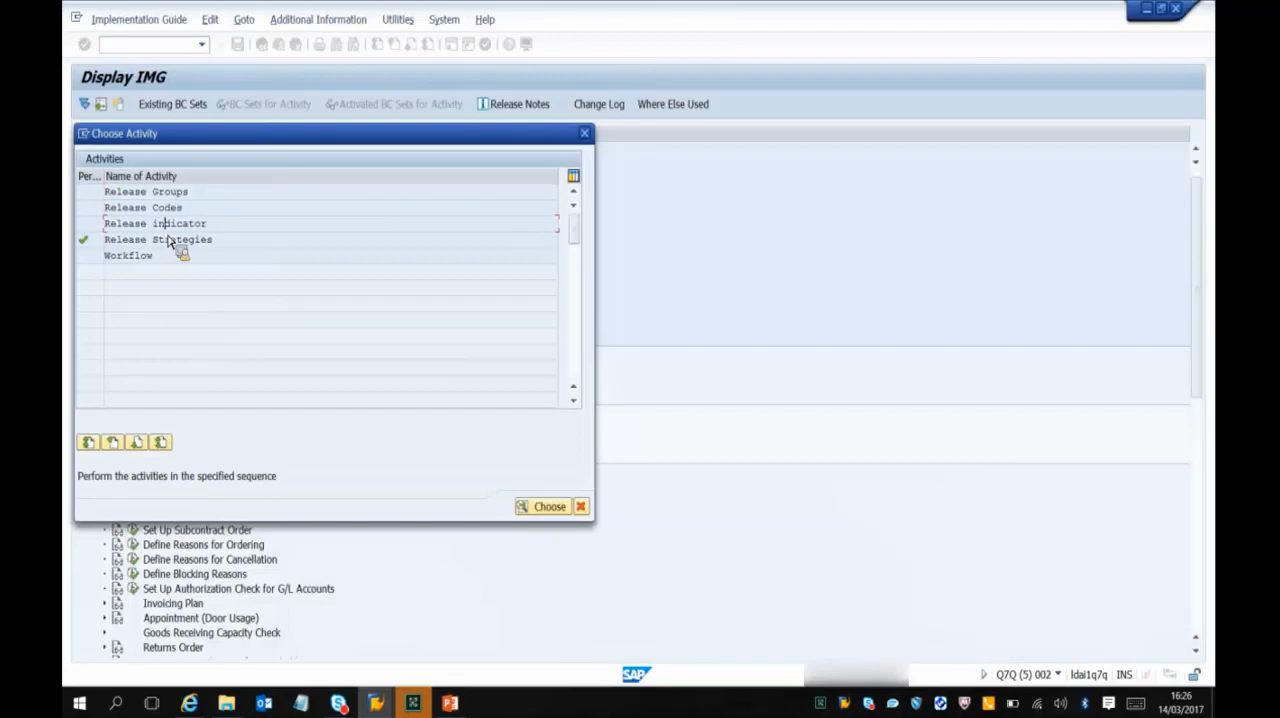 Implementation Guide Edit Goto Additional Information Utilities System Help
Display IMG
Existing BC Sets BC Sets for Activity Activated BC Sets for Activity Release Notes Change Log Where Else Used
Choose Activity
Activities
Per... Name of Activity
Release Groups
Release Codes
Release indicator
Release Strategies
Workflow
Perform the activities in the specified sequence
Choose
Set Up Subcontract Order
Define Reasons for Ordering
Define Reasons for Cancellation
Define Blocking Reasons
Set Up Authorization Check for G/L Accounts
Invoicing Plan
Appointment (Door Usage)
Goods Receiving Capacity Check
Returns Order
SAP Q7Q (5) 002 ldai1q7q INS
16:26
14/03/2017